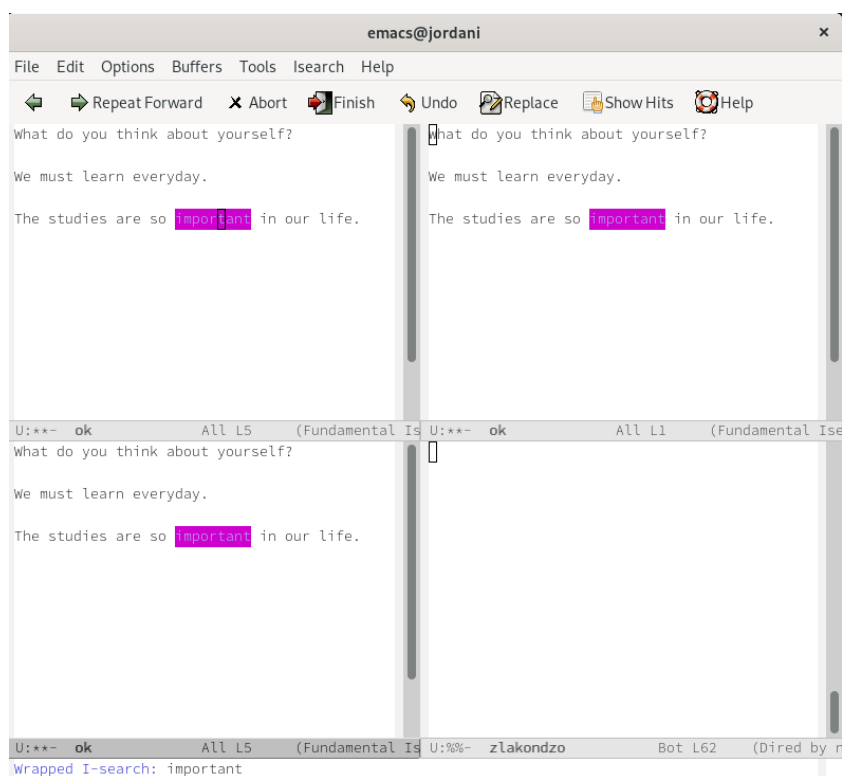 emacs@jordani ×
File Edit Options Buffers Tools Isearch Help
Repeat Forward Abort Finish Undo Replace Show Hits Help
What do you think about yourself?
We must learn everyday.
The studies are so important in our life.
U:**- ok All L5 (Fundamental Is
What do you think about yourself?
We must learn everyday.
The studies are so important in our life.
U:**- ok All L1 (Fundamental Ise
What do you think about yourself?
We must learn everyday.
The studies are so important in our life.
U:**- ok All L5 (Fundamental Is
U:%%- zlakondzo Bot L62 (Dired by n
Wrapped I-search: important